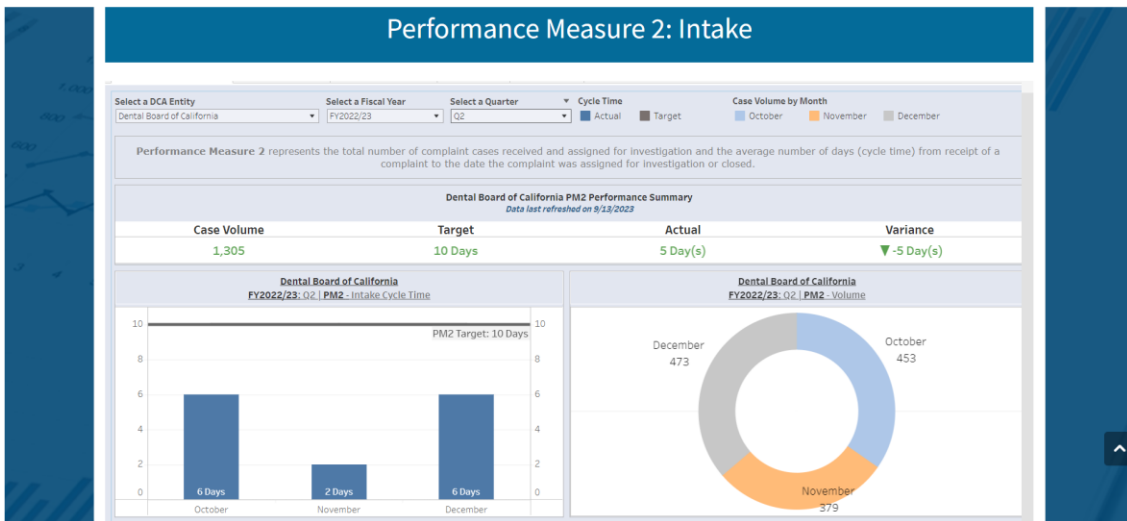 Performance Measure 2: Intake
Select a DCA Entity
Select a Fiscal Year
Select a Quarter
Cycle Time
Case Volume by Month
Dental Board of California
FY2022/23
Q2
Actual
Target
October
November
December
Performance Measure 2 represents the total number of complaint cases received and assigned for investigation and the average number of days (cycle time) from receipt of a
complaint to the date the complaint was assigned for investigation or closed.
Dental Board of California PM2 Performance Summary
Data last refreshed on 9/13/2023
Case Volume
Target
Actual
Variance
1,305
10 Days
5 Day(s)
▼ -5 Day(s)
Dental Board of California
FY2022/23: Q2 | PM2 - Intake Cycle Time
10
8
6
4
2
0
PM2 Target: 10 Days
10
8
6
4
2
0
6 Days
2 Days
6 Days
October
November
December
Dental Board of California
FY2022/23: Q2 | PM2 - Volume
December
473
October
453
November
379
1,000
600